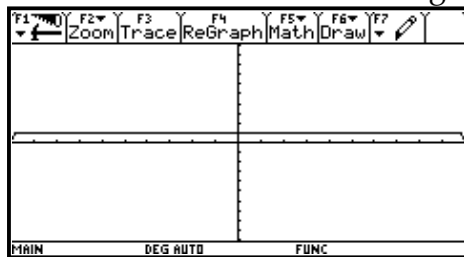 F1 F2 F3 F4 F5 F6 F7
Zoom Trace ReGraph Math Draw
MAIN DEG AUTO FUNC